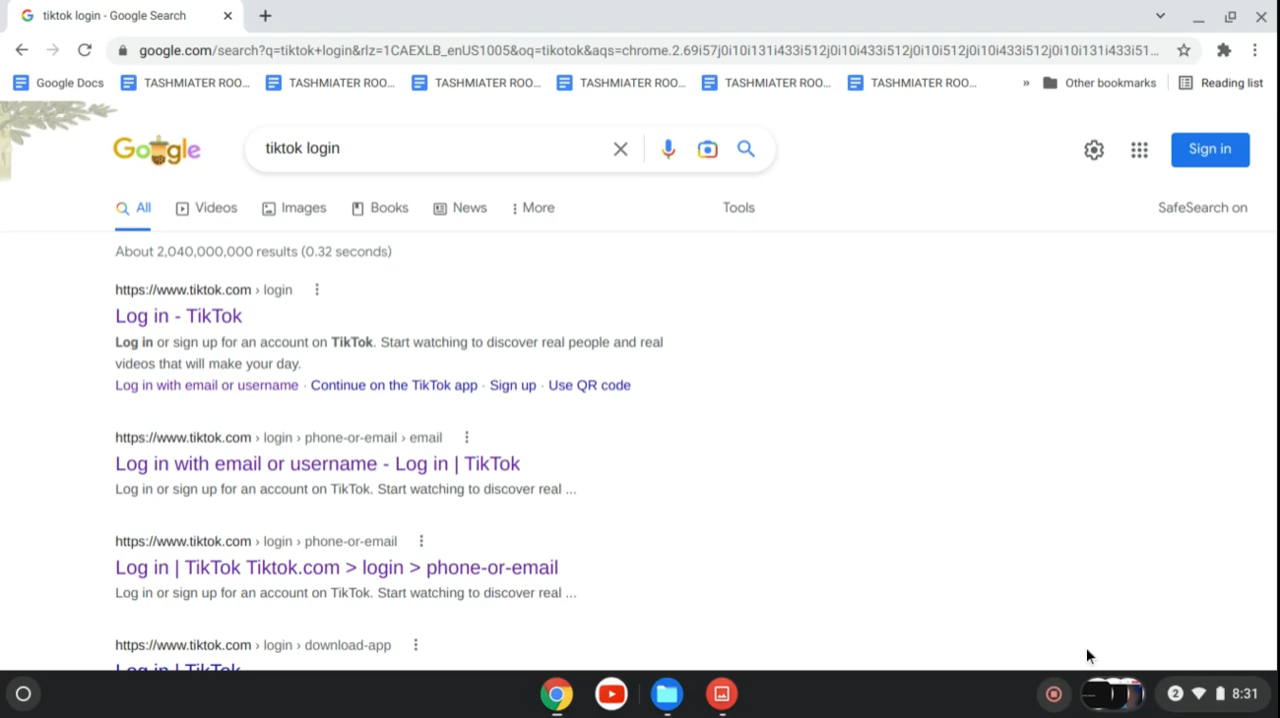 tiktok login - Google Search
google.com/search?q=tiktok+login&rlz=1CAEXLB_enUS1005&oq=tikotok&aqs=chrome.2.69i57j0i10i131i433i512j0i10i433i512j0i10i512j0i10i433i512j0i10i131i433i51...
Google Docs TASHMIATER ROO... TASHMIATER ROO... TASHMIATER ROO... TASHMIATER ROO... TASHMIATER ROO... TASHMIATER ROO... » Other bookmarks Reading list
Google
tiktok login
Sign in
All Videos Images Books News More Tools SafeSearch on
About 2,040,000,000 results (0.32 seconds)
https://www.tiktok.com › login
Log in - TikTok
Log in or sign up for an account on TikTok. Start watching to discover real people and real
videos that will make your day.
Log in with email or username · Continue on the TikTok app · Sign up · Use QR code
https://www.tiktok.com › login › phone-or-email › email
Log in with email or username - Log in | TikTok
Log in or sign up for an account on TikTok. Start watching to discover real ...
https://www.tiktok.com › login › phone-or-email
Log in | TikTok Tiktok.com > login > phone-or-email
Log in or sign up for an account on TikTok. Start watching to discover real ...
https://www.tiktok.com › login › download-app
Log in | TikTok
2 8:31